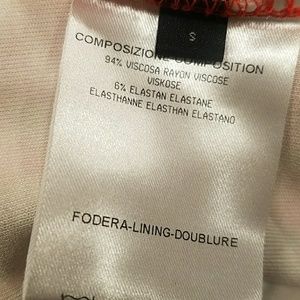 S
COMPOSIZIONE-COMPOSITION
94% VISCOSA RAYON VISCOSE
VISKOSE
6% ELASTAN ELASTANE
ELASTHANNE ELASTHAN ELASTANO
FODERA-LINING-DOUBLURE